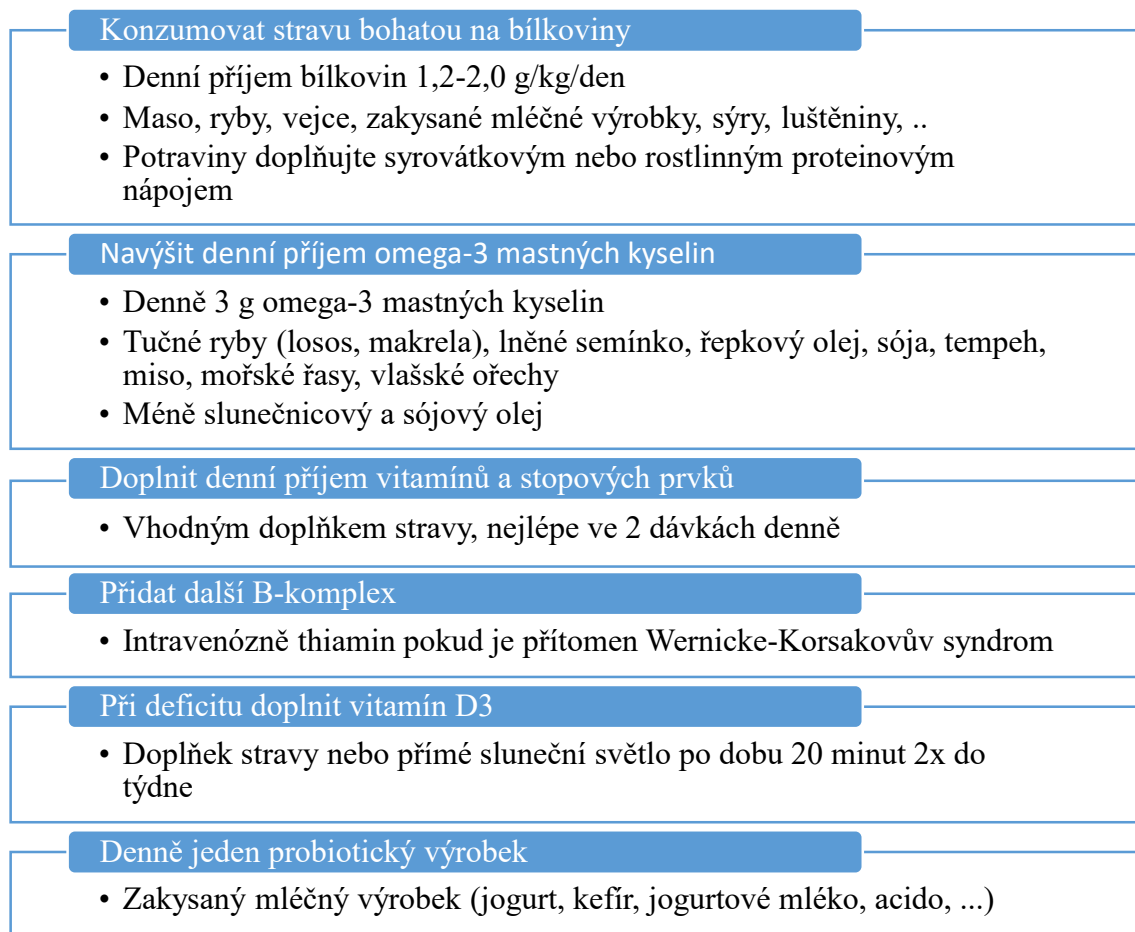 Konzumovat stravu bohatou na bílkoviny
• Denní příjem bílkovin 1,2-2,0 g/kg/den
• Maso, ryby, vejce, zakysané mléčné výrobky, sýry, luštěniny, ..
• Potraviny doplňujte syrovátkovým nebo rostlinným proteinovým
nápojem
Navýšit denní příjem omega-3 mastných kyselin
• Denně 3 g omega-3 mastných kyselin
• Tučné ryby (losos, makrela), lněné semínko, řepkový olej, sója, tempeh,
miso, mořské řasy, vlašské ořechy
• Méně slunečnicový a sójový olej
Doplnit denní příjem vitamínů a stopových prvků
• Vhodným doplňkem stravy, nejlépe ve 2 dávkách denně
Přidat další B-komplex
• Intravenózně thiamin pokud je přítomen Wernicke-Korsakovův syndrom
Při deficitu doplnit vitamín D3
• Doplněk stravy nebo přímé sluneční světlo po dobu 20 minut 2x do
týdne
Denně jeden probiotický výrobek
• Zakysaný mléčný výrobek (jogurt, kefír, jogurtové mléko, acido, ...)